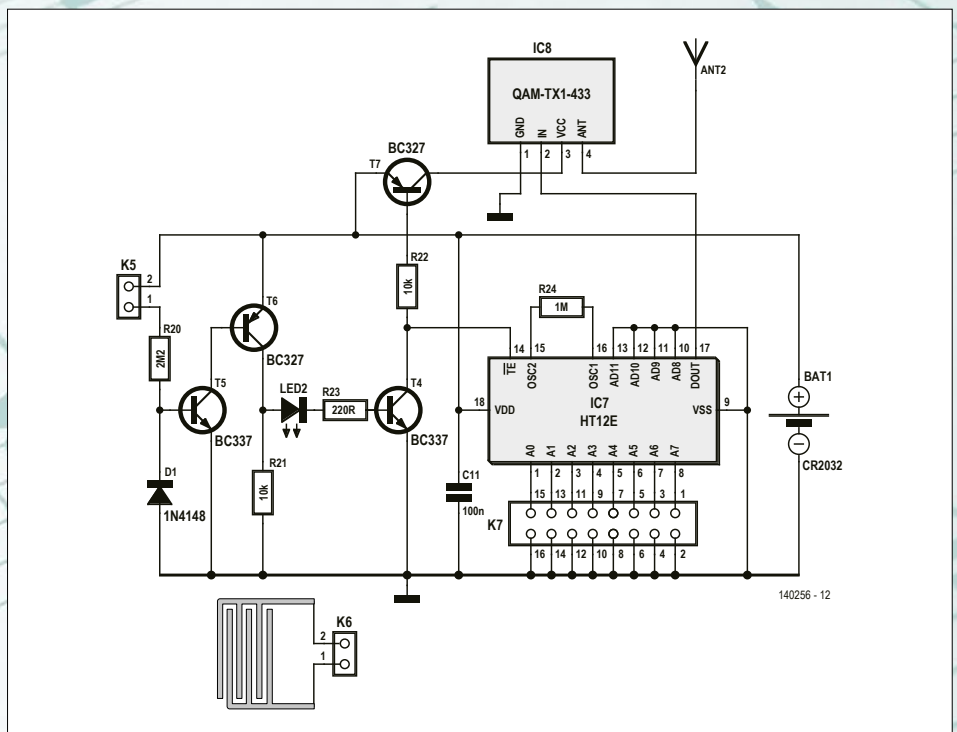 IC8
QAM-TX1-433
GND
IN
VCC
ANT
1
2
3
4
ANT2
BC327
T7
K5
2
1
R20
2M2
T6
BC327
T5
BC337
D1
1N4148
R21
10k
LED2
R23
220R
T4
BC337
R22
10k
R24
1M
14 15 16 13 12 11 10 17
TE
OSC2
OSC1
AD11
AD10
AD9
AD8
DOUT
18 VDD
IC7
HT12E
VSS 9
A0
A1
A2
A3
A4
A5
A6
A7
1 2 3 4 5 6 7 8
15 13 11 9 7 5 3 1
K7
16 14 12 10 8 6 4 2
C11
100n
BAT1
+
−
CR2032
140256 - 12
K6
2
1